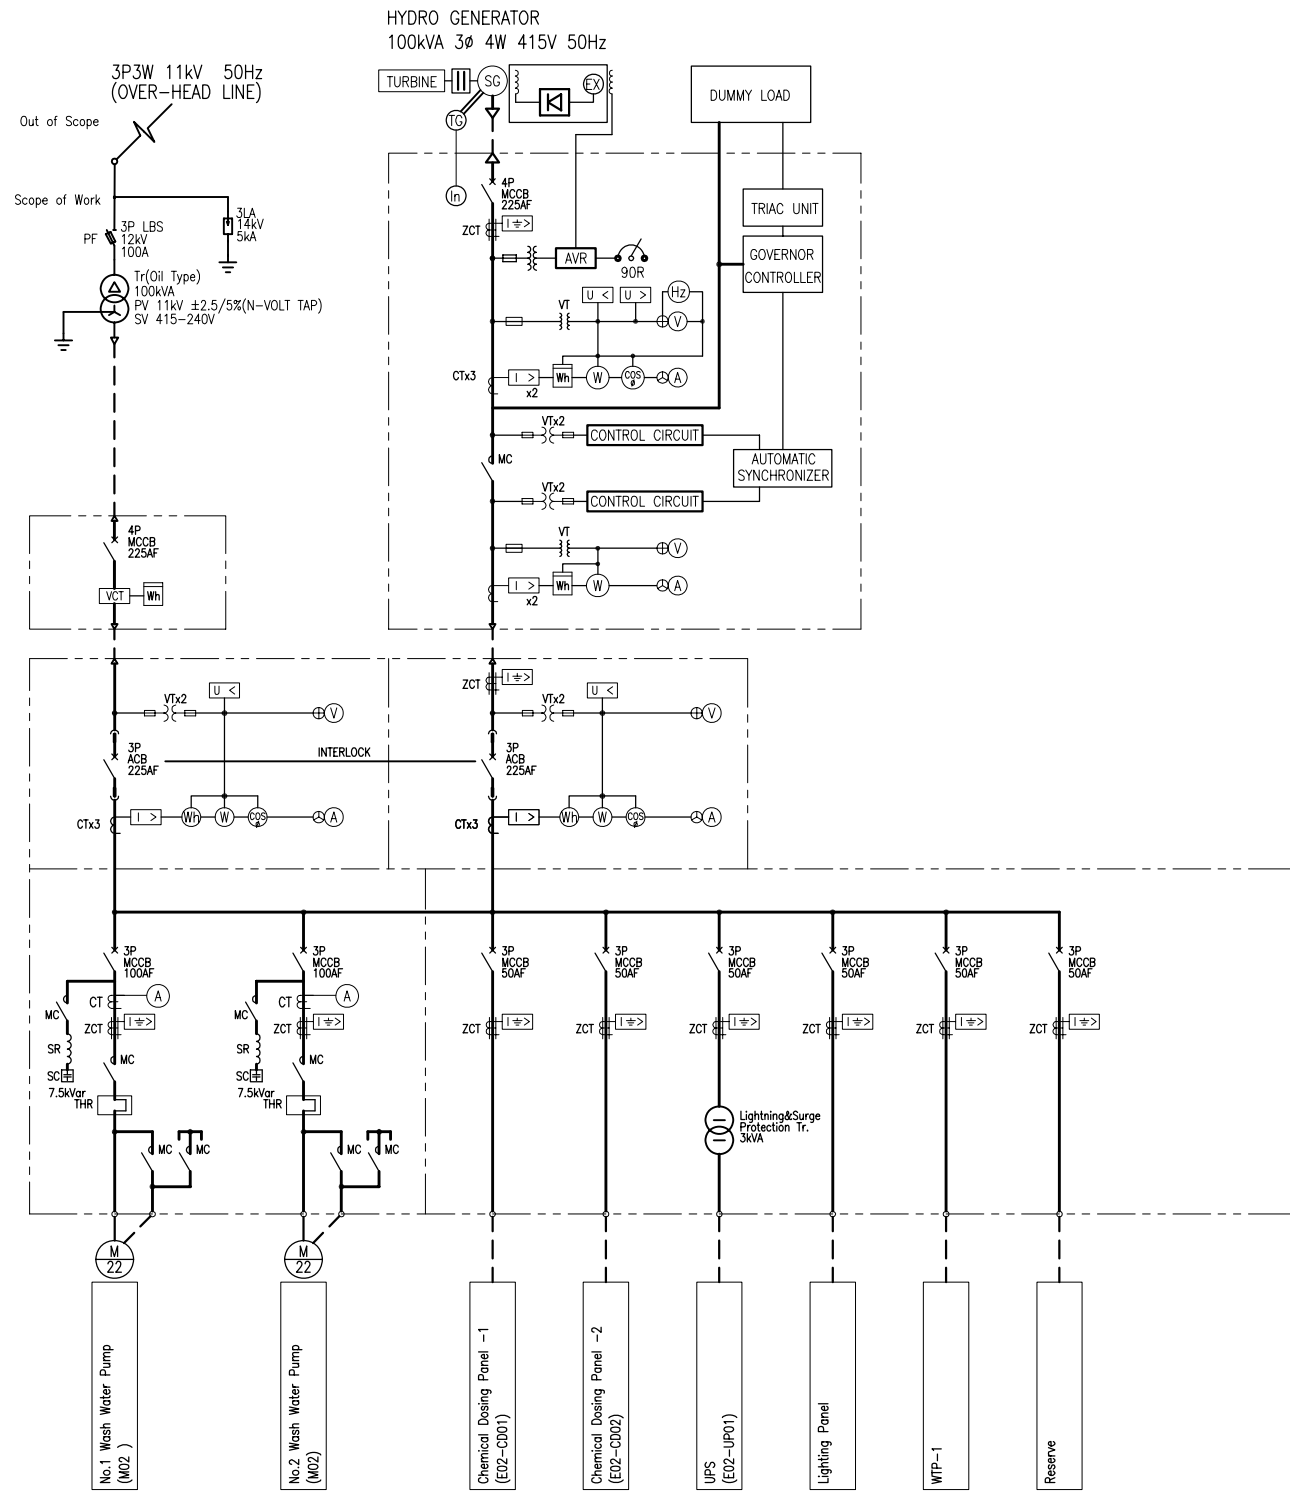 HYDRO GENERATOR
100kVA 3ø 4W 415V 50Hz
3P3W 11kV 50Hz
(OVER-HEAD LINE)
Out of Scope
Scope of Work
TURBINE
SG
EX
TG
In
DUMMY LOAD
3LA
14kV
5kA
PF
3P LBS
12kV
100A
Tr(Oil Type)
100kVA
PV 11kV ±2.5/5%(N-VOLT TAP)
SV 415-240V
4P
MCCB
225AF
ZCT
I >
AVR
90R
TRIAC UNIT
GOVERNOR
CONTROLLER
U <
U >
Hz
VT
V
CTx3
I >
x2
Wh
W
COS
ø
A
VTx2
CONTROL CIRCUIT
MC
AUTOMATIC
SYNCHRONIZER
VTx2
CONTROL CIRCUIT
VT
V
I >
x2
Wh
W
A
4P
MCCB
225AF
VCT
Wh
U <
VTx2
V
3P
ACB
225AF
INTERLOCK
CTx3
I >
Wh
W
COS
ø
A
ZCT
I >
U <
VTx2
V
3P
ACB
225AF
CTx3
I >
Wh
W
COS
ø
A
3P
MCCB
100AF
CT
A
MC
ZCT
I >
SR
MC
SC
7.5kVar
THR
MC
MC
M
22
No.1 Wash Water Pump
(M02 )
3P
MCCB
100AF
CT
A
MC
ZCT
I >
SR
MC
SC
7.5kVar
THR
MC
MC
M
22
No.2 Wash Water Pump
(M02)
3P
MCCB
50AF
ZCT
I >
Chemical Dosing Panel -1
(E02-CD01)
3P
MCCB
50AF
ZCT
I >
Chemical Dosing Panel -2
(E02-CD02)
3P
MCCB
50AF
ZCT
I >
Lightning&Surge
Protection Tr.
3kVA
UPS
(E02-UP01)
3P
MCCB
50AF
ZCT
I >
Lighting Panel
3P
MCCB
50AF
ZCT
I >
WTP-1
3P
MCCB
50AF
ZCT
I >
Reserve